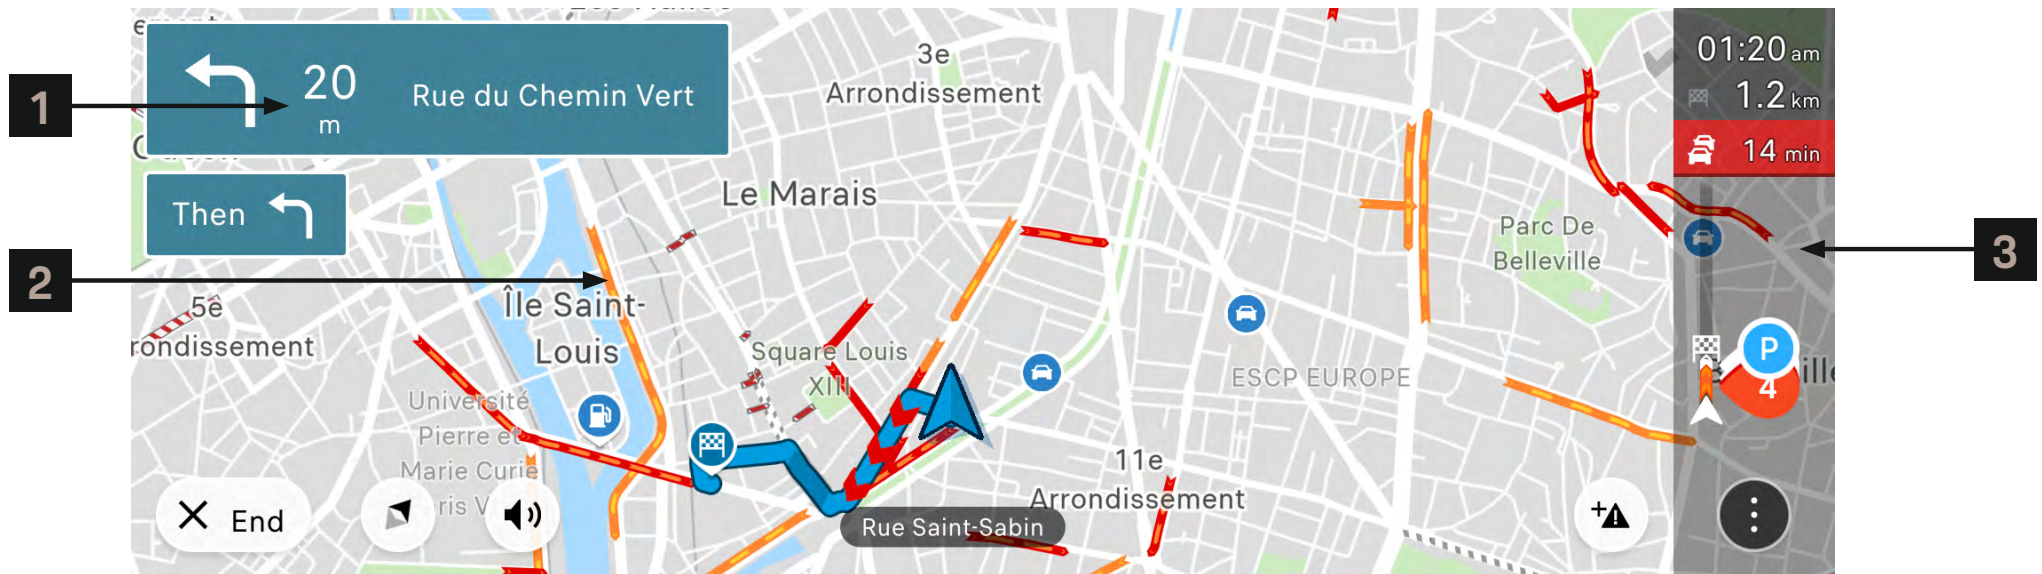 1
20
m
Rue du Chemin Vert
Then
2
3e
Arrondissement
Le Marais
Île Saint-
Louis
5e
rondissement
Square Louis
XIII
Université
Pierre et
Marie Curie
ESCP EUROPE
11e
Arrondissement
Parc De
Belleville
Rue Saint-Sabin
End
01:20 am
1.2 km
14 min
P
4
3